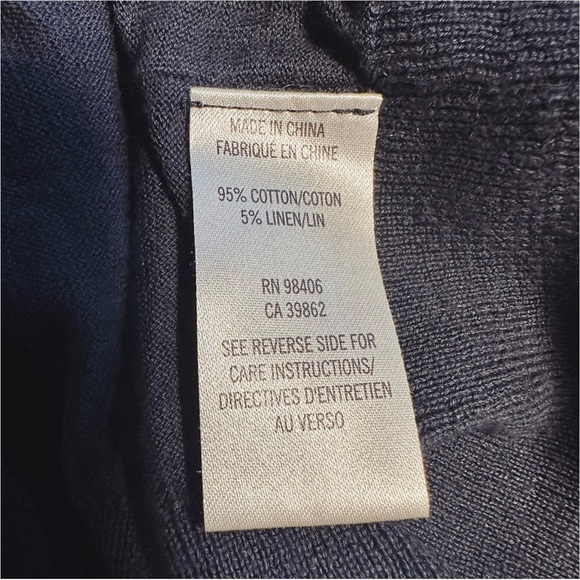 MADE IN CHINA
FABRIQUÉ EN CHINE
95% COTTON/COTON
5% LINEN/LIN
RN 98406
CA 39862
SEE REVERSE SIDE FOR
CARE INSTRUCTIONS/
DIRECTIVES D'ENTRETIEN
AU VERSO